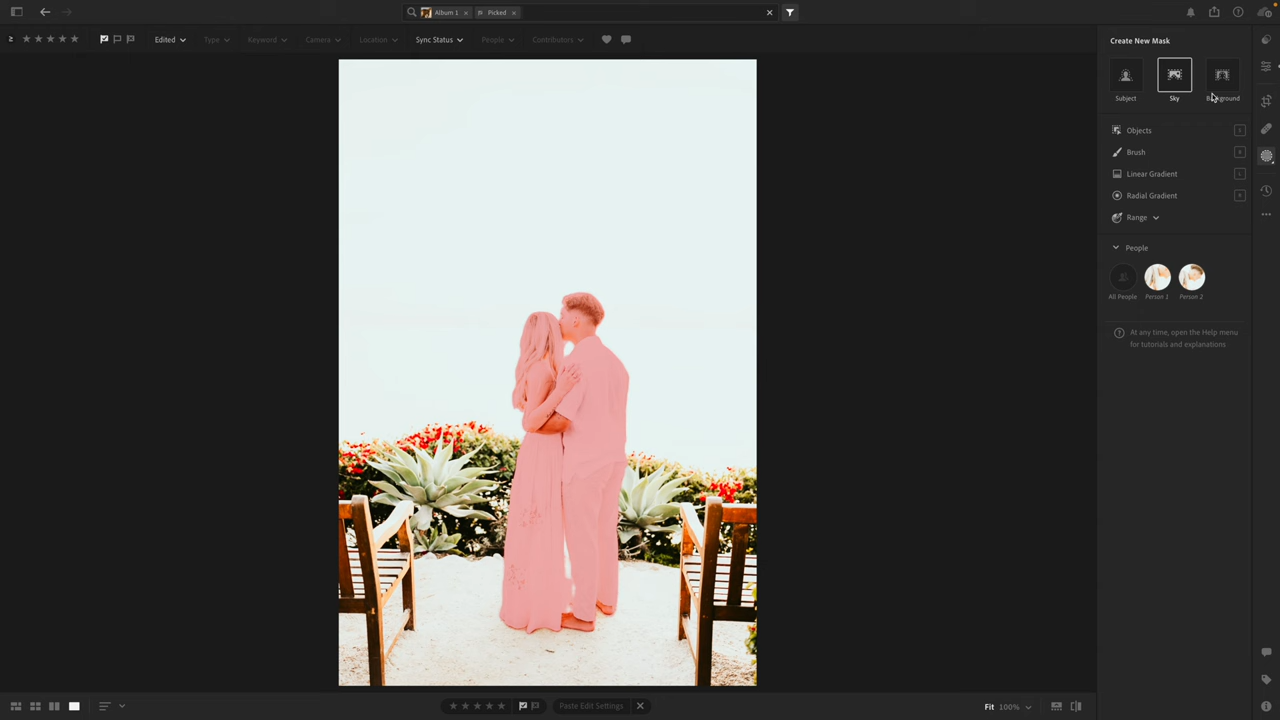 Album 1 × Picked ×
≥ Edited Type Keyword Camera Location Sync Status People Contributors
Create New Mask
Subject Sky Background
Objects
Brush
Linear Gradient
Radial Gradient
Range
People
All People Person 1 Person 2
At any time, open the Help menu
for tutorials and explanations
Paste Edit Settings
Fit 100%